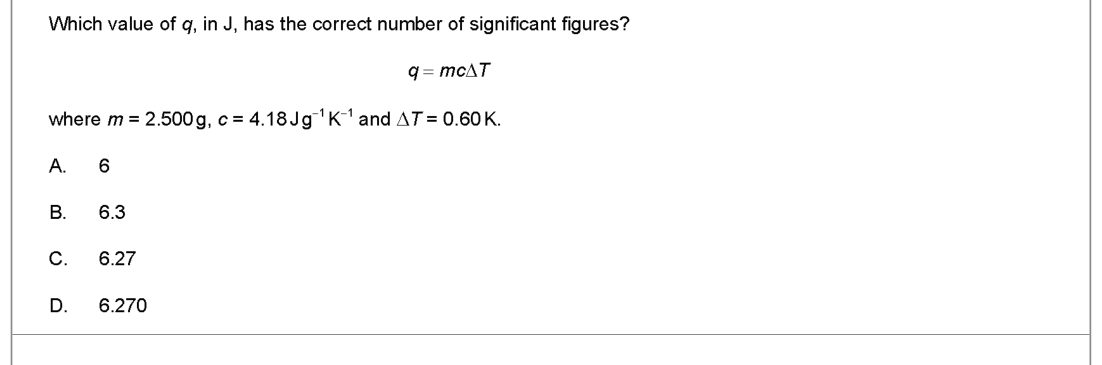 Which value of q, in J, has the correct number of significant figures?
q = mcΔT
where m = 2.500 g, c = 4.18 J g⁻¹ K⁻¹ and ΔT = 0.60 K.
A. 6
B. 6.3
C. 6.27
D. 6.270